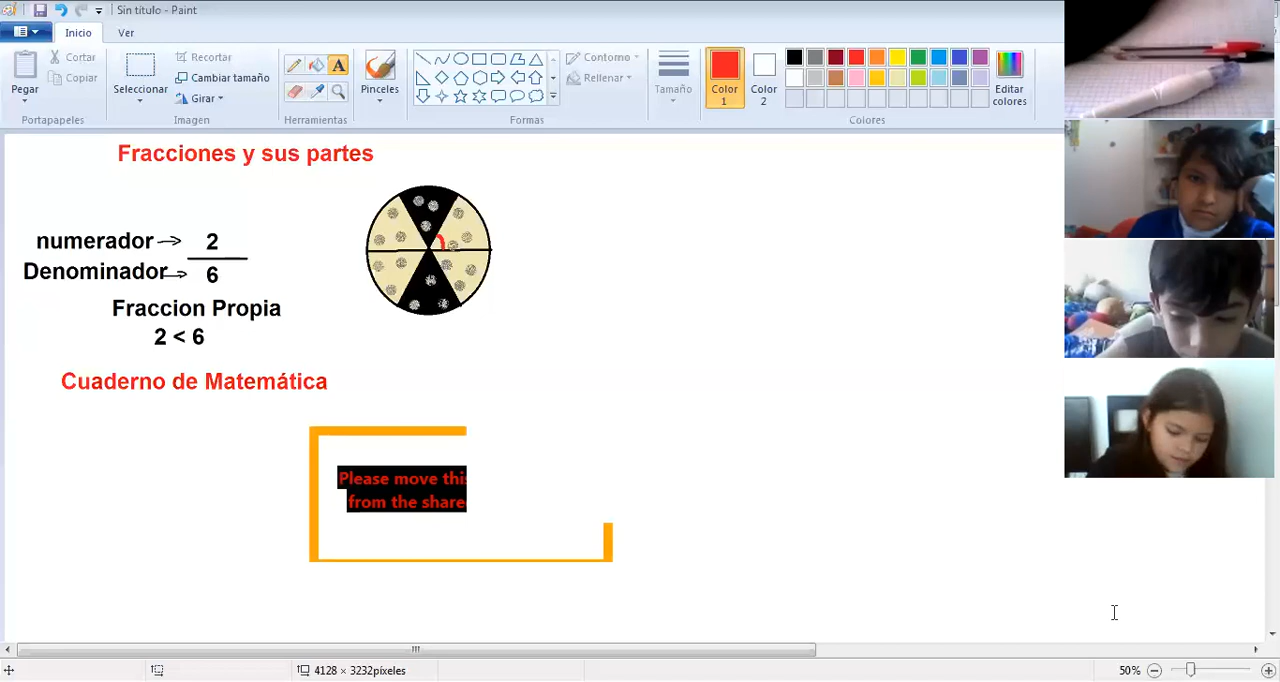 Sin título - Paint
Inicio Ver
Pegar
Cortar
Copiar
Portapapeles
Seleccionar
Recortar
Cambiar tamaño
Girar
Imagen
A
Herramientas
Pinceles
Contorno
Rellenar
Formas
Tamaño
Color 1
Color 2
Editar colores
Colores
Fracciones y sus partes
numerador 2
Denominador 6
Fraccion Propia
2 < 6
Cuaderno de Matemática
Please move this
from the share
4128 × 3232píxeles
50%